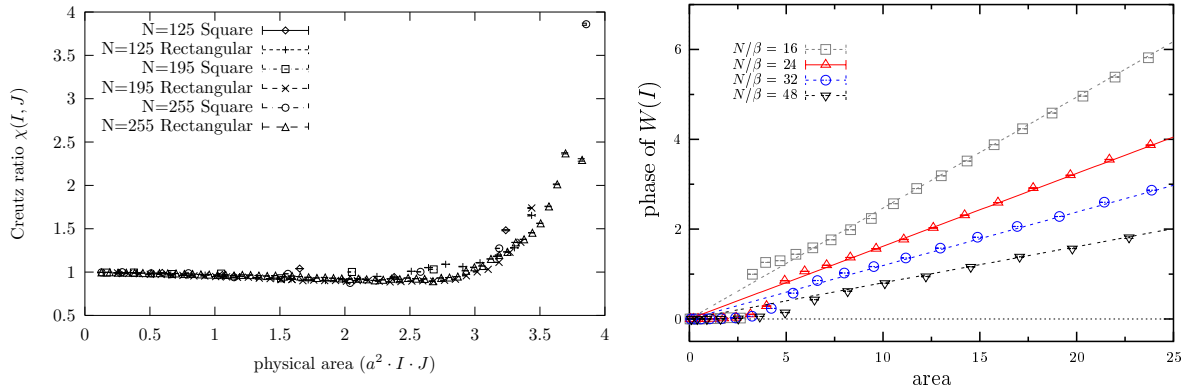 4
3.5
3
2.5
2
1.5
1
0.5
Creutz ratio χ(I, J)
N=125 Square
N=125 Rectangular
N=195 Square
N=195 Rectangular
N=255 Square
N=255 Rectangular
0 0.5 1 1.5 2 2.5 3 3.5 4
physical area (a² · I · J)
6
4
2
0
phase of W(I)
N/β = 16
N/β = 24
N/β = 32
N/β = 48
0 5 10 15 20 25
area